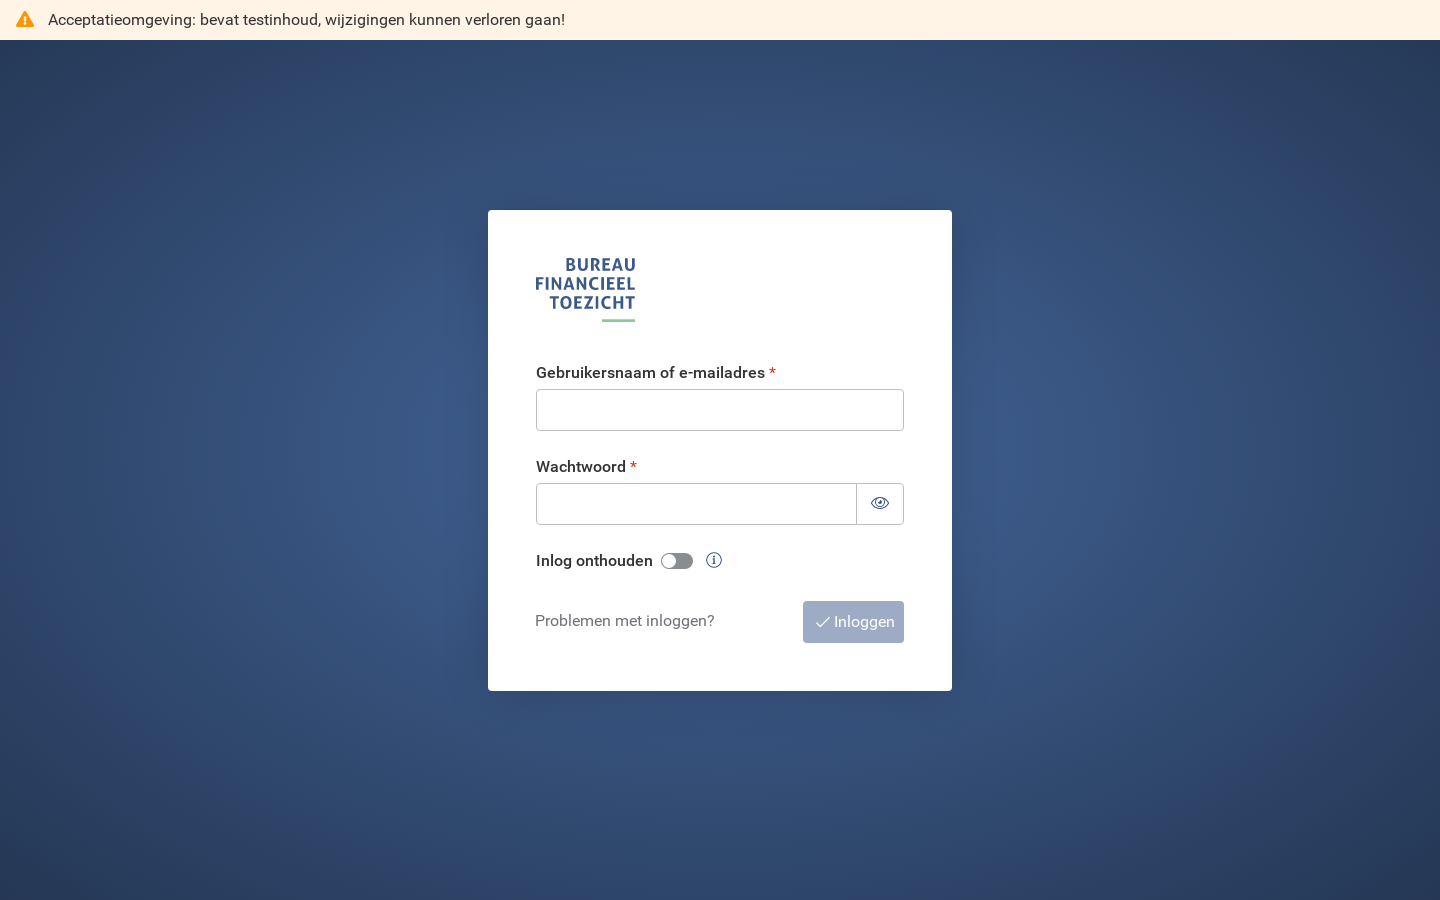 Acceptatieomgeving: bevat testinhoud, wijzigingen kunnen verloren gaan!
BUREAU
FINANCIEEL
TOEZICHT
Gebruikersnaam of e-mailadres *
Wachtwoord *
Inlog onthouden
Problemen met inloggen?
Inloggen